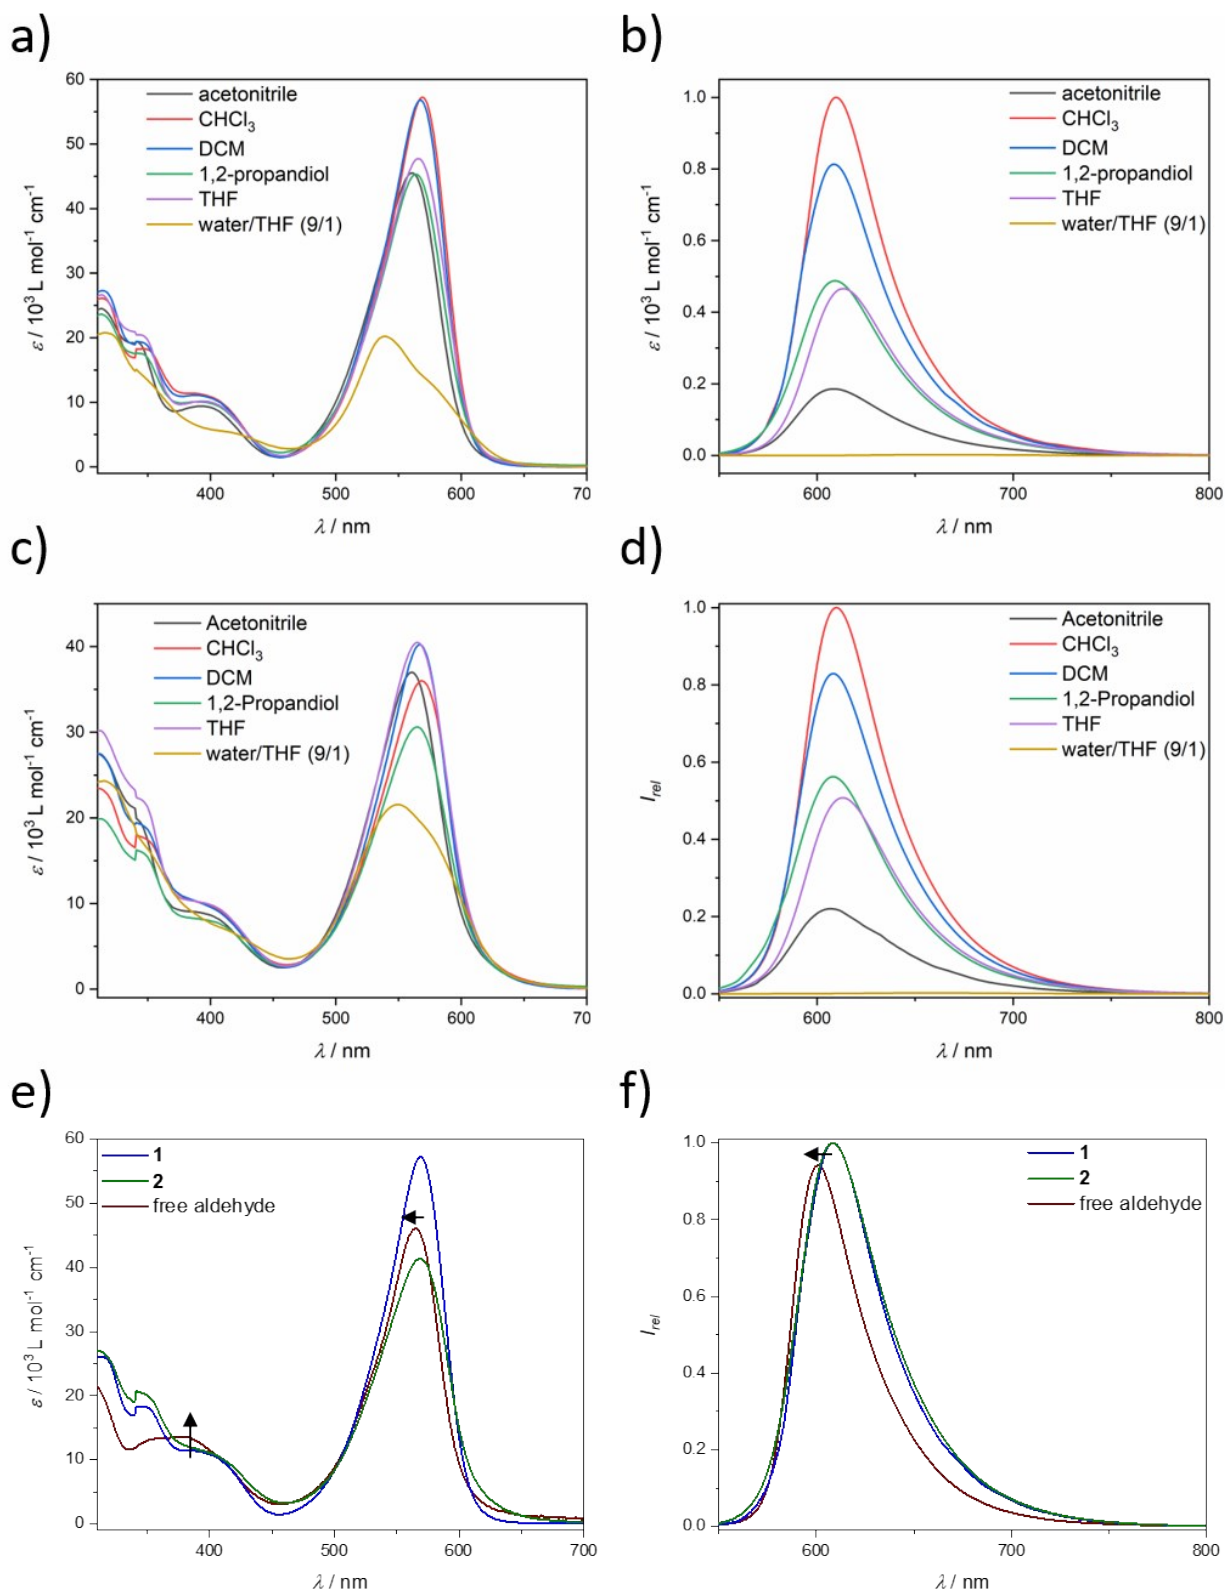 a)
60
50
40
30
20
10
0
ε / 10³ L mol⁻¹ cm⁻¹
acetonitrile
CHCl₃
DCM
1,2-propandiol
THF
water/THF (9/1)
400
500
600
70
λ / nm
b)
1.0
0.8
0.6
0.4
0.2
0.0
ε / 10³ L mol⁻¹ cm⁻¹
acetonitrile
CHCl₃
DCM
1,2-propandiol
THF
water/THF (9/1)
600
700
800
λ / nm
c)
40
30
20
10
0
ε / 10³ L mol⁻¹ cm⁻¹
Acetonitrile
CHCl₃
DCM
1,2-Propandiol
THF
water/THF (9/1)
400
500
600
70
λ / nm
d)
1.0
0.8
0.6
0.4
0.2
0.0
I_rel
Acetonitrile
CHCl₃
DCM
1,2-Propandiol
THF
water/THF (9/1)
600
700
800
λ / nm
e)
60
50
40
30
20
10
0
ε / 10³ L mol⁻¹ cm⁻¹
1
2
free aldehyde
400
500
600
700
λ / nm
f)
1.0
0.8
0.6
0.4
0.2
0.0
I_rel
1
2
free aldehyde
600
700
800
λ / nm